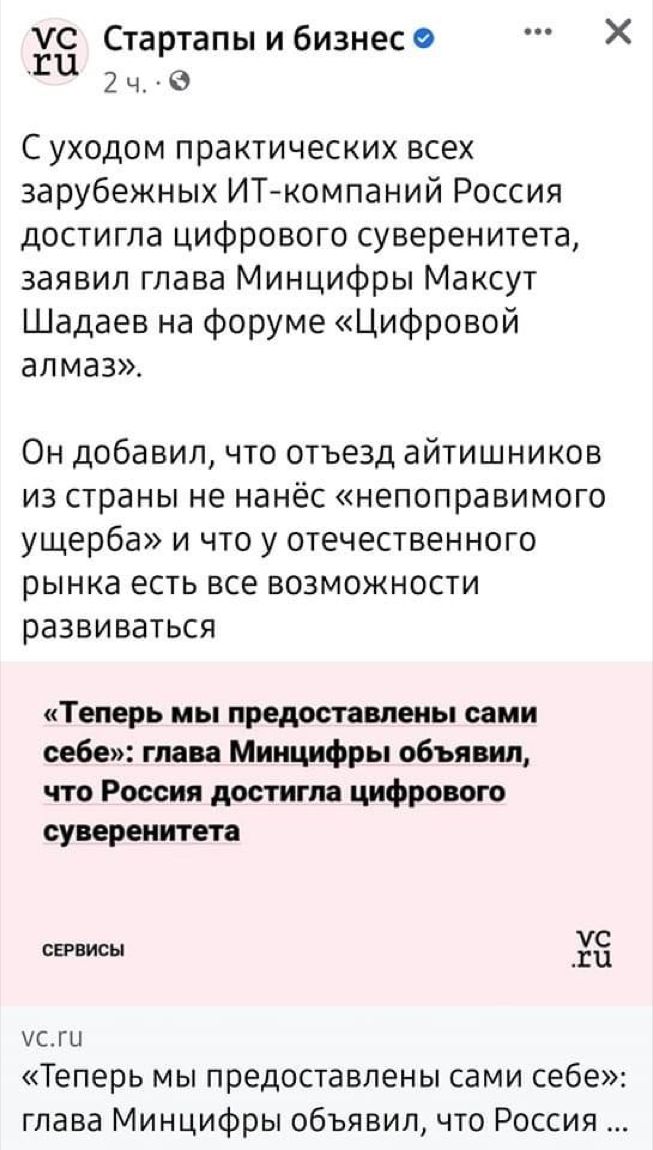 vc
.ru
Стартапы и бизнес
2 ч. ·
С уходом практических всех
зарубежных ИТ-компаний Россия
достигла цифрового суверенитета,
заявил глава Минцифры Максут
Шадаев на форуме «Цифровой
алмаз».
Он добавил, что отъезд айтишников
из страны не нанёс «непоправимого
ущерба» и что у отечественного
рынка есть все возможности
развиваться
«Теперь мы предоставлены сами
себе»: глава Минцифры объявил,
что Россия достигла цифрового
суверенитета
СЕРВИСЫ
vc
.ru
vc.ru
«Теперь мы предоставлены сами себе»:
глава Минцифры объявил, что Россия ...